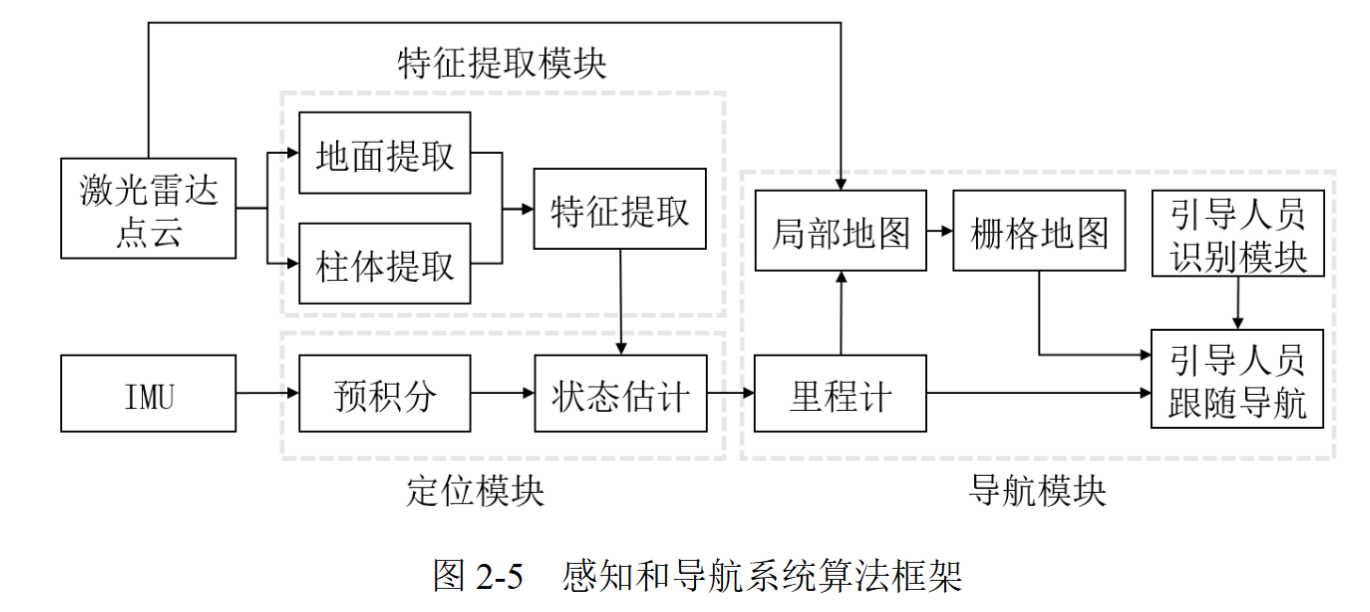 特征提取模块
激光雷达
点云
地面提取
柱体提取
特征提取
局部地图
栅格地图
引导人员
识别模块
IMU
预积分
状态估计
里程计
引导人员
跟随导航
定位模块
导航模块
图 2-5 感知和导航系统算法框架